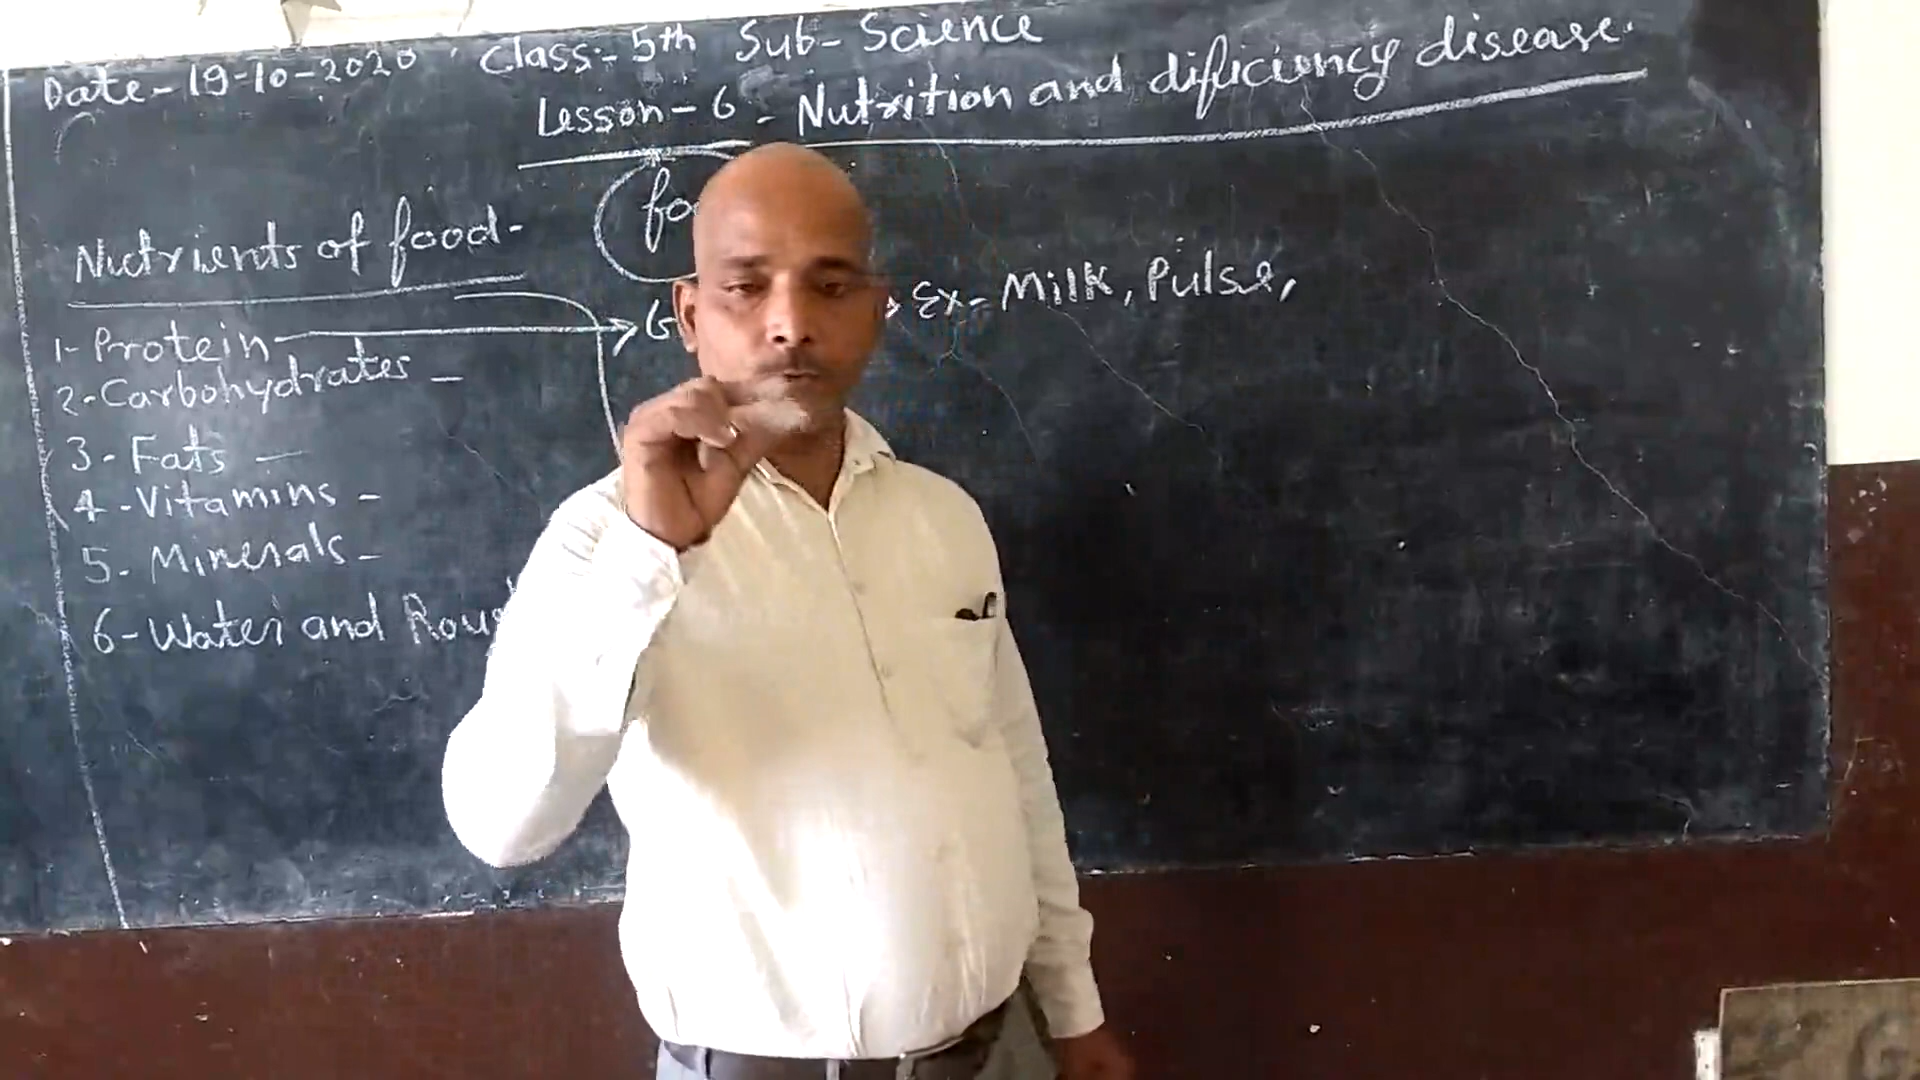 Date - 19-10-2020 Class:- 5th Sub- Science
Lesson - 6 - Nutrition and dificiency disease.
Nutrients of food-
1- Protein → Ex- Milk, Pulse,
2- Carbohydrates -
3- Fats -
4- Vitamins -
5- Minerals -
6- Water and